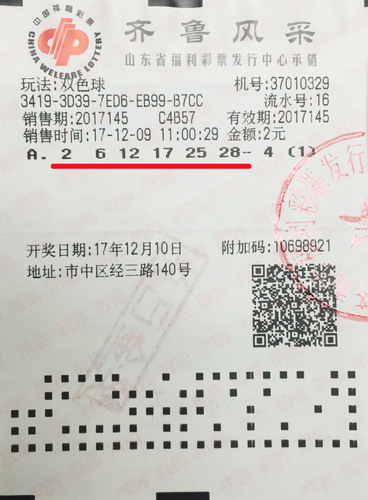 中国福利彩票
CHINA WELFARE LOTTERY
齐鲁风采
山东省福利彩票发行中心承销
玩法:双色球 机号:37010329
3419-3D39-7ED6-EB99-B7CC 流水号:16
销售期:2017145 C4B57 有效期:2017145
销售时间:17-12-09 11:00:29 金额:2元
A. 2 6 12 17 25 28- 4 (1)
开奖日期:17年12月10日 附加码:10698921
地址:市中区经三路140号
彩票发行